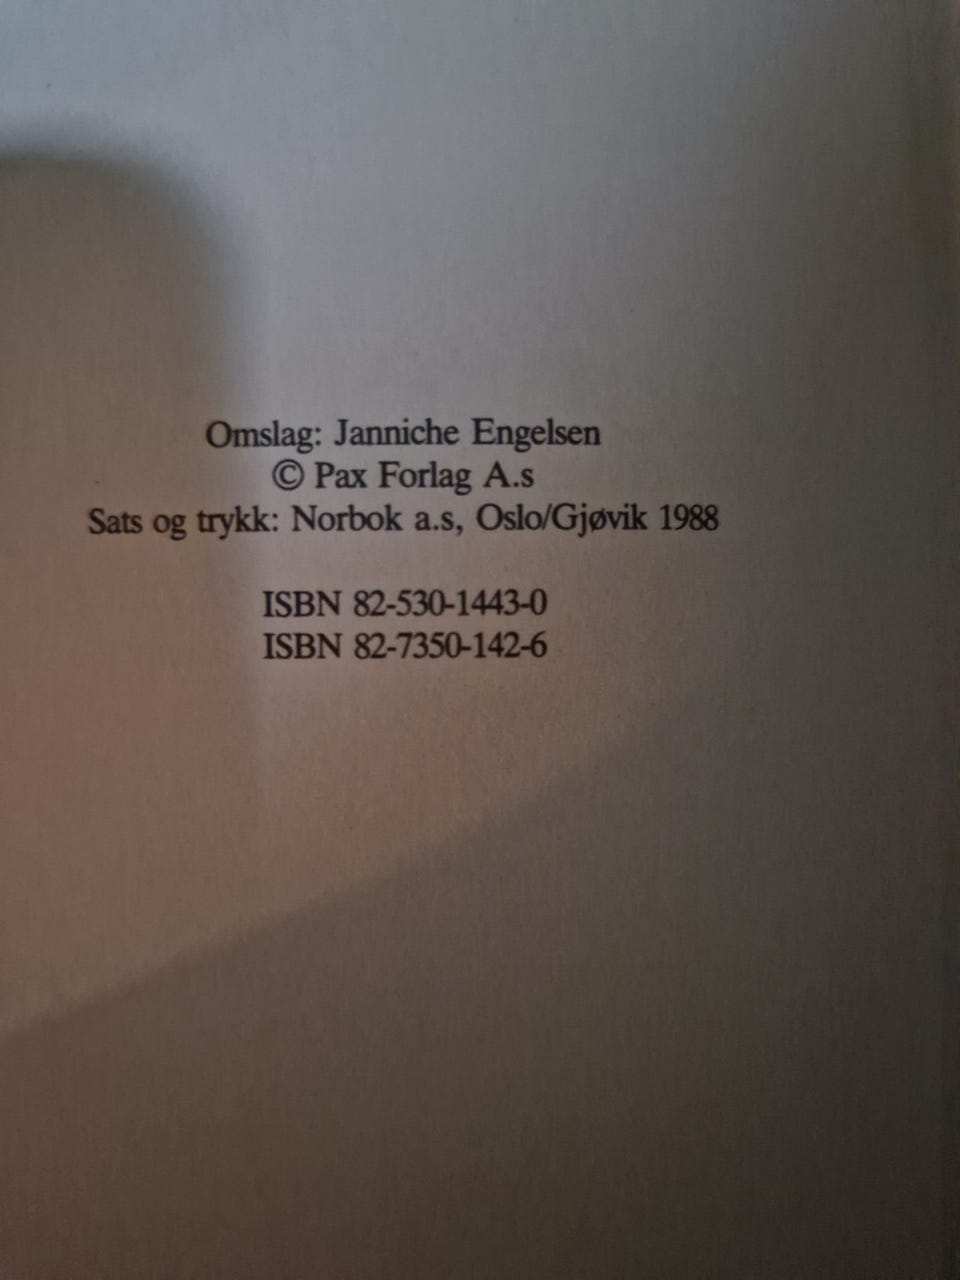 Omslag: Janniche Engelsen
© Pax Forlag A.s
Sats og trykk: Norbok a.s, Oslo/Gjøvik 1988
ISBN 82-530-1443-0
ISBN 82-7350-142-6